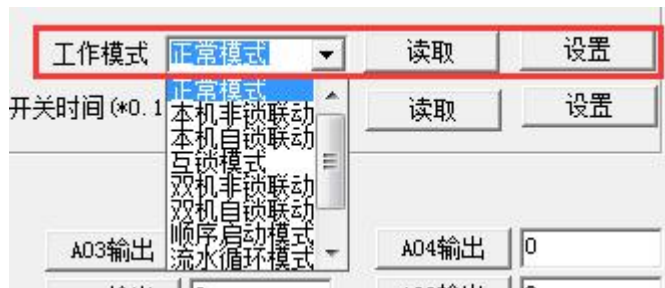 工作模式 正常模式 读取 设置
正常模式
开关时间(*0.1 读取 设置
本机非锁联动
本机自锁联动
互锁模式
双机非锁联动
双机自锁联动
顺序启动模式
A03输出 A04输出 0
流水循环模式